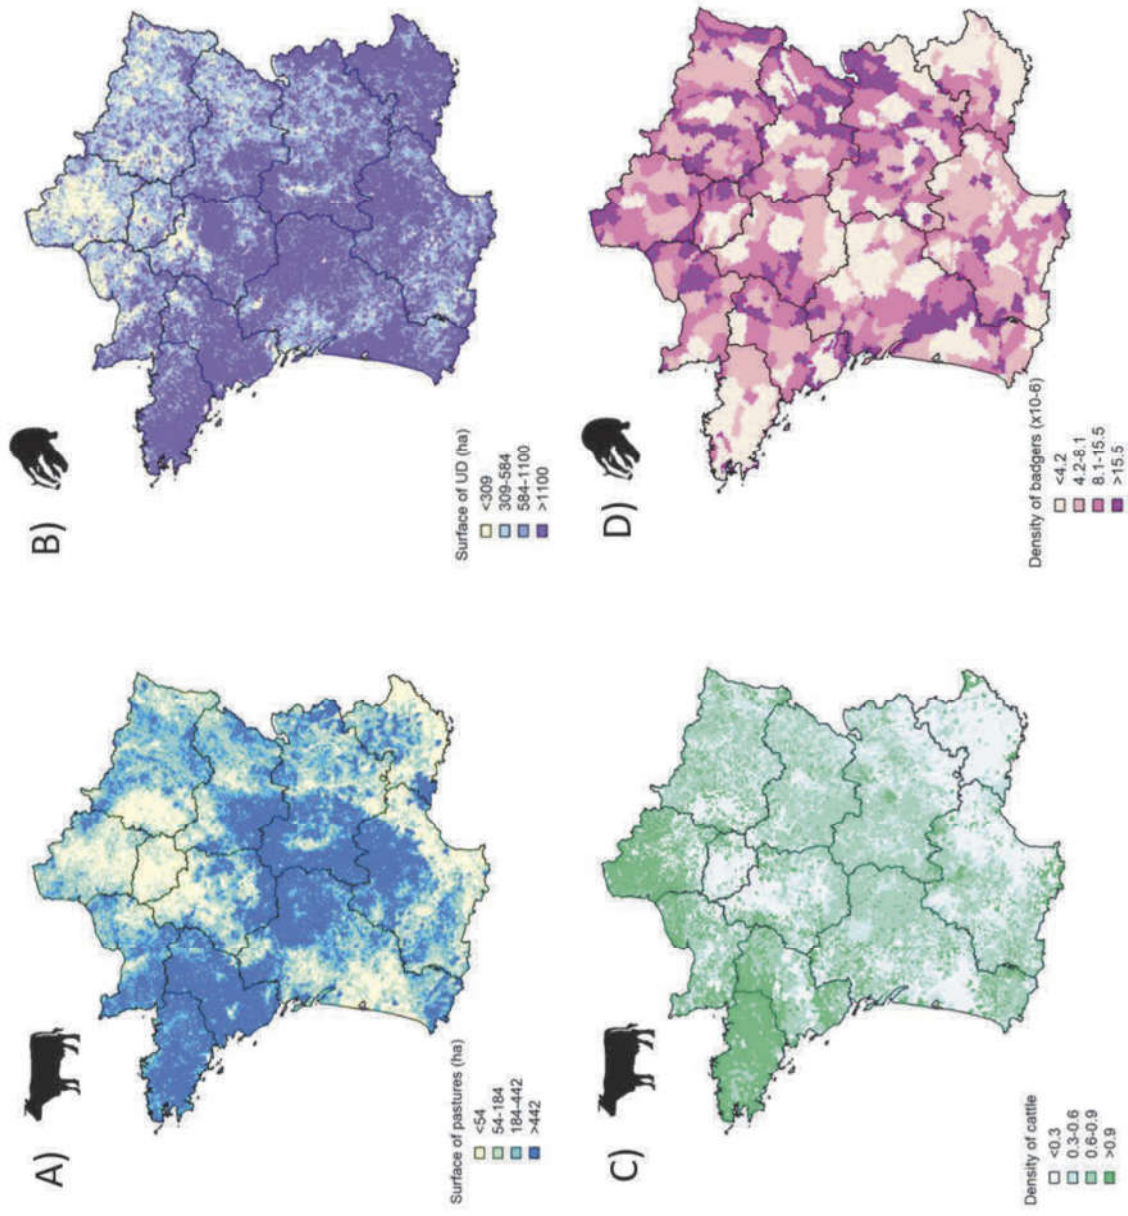 A)
Surface of pastures (ha)
<54
54-184
184-442
>442
B)
Surface of UD (ha)
<309
309-584
584-1100
>1100
C)
Density of cattle
<0.3
0.3-0.6
0.6-0.9
>0.9
D)
Density of badgers (x10-6)
<4.2
4.2-8.1
8.1-15.5
>15.5